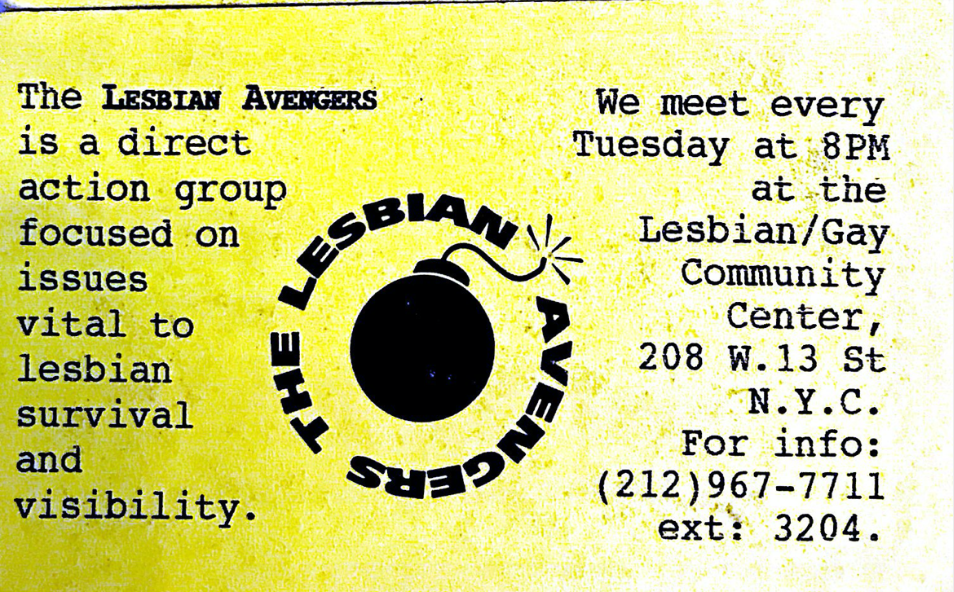 The LESBIAN AVENGERS
is a direct
action group
focused on
issues
vital to
lesbian
survival
and
visibility.
THE LESBIAN AVENGERS
We meet every
Tuesday at 8PM
at the
Lesbian/Gay
Community
Center,
208 W.13 St
N.Y.C.
For info:
(212)967-7711
ext: 3204.